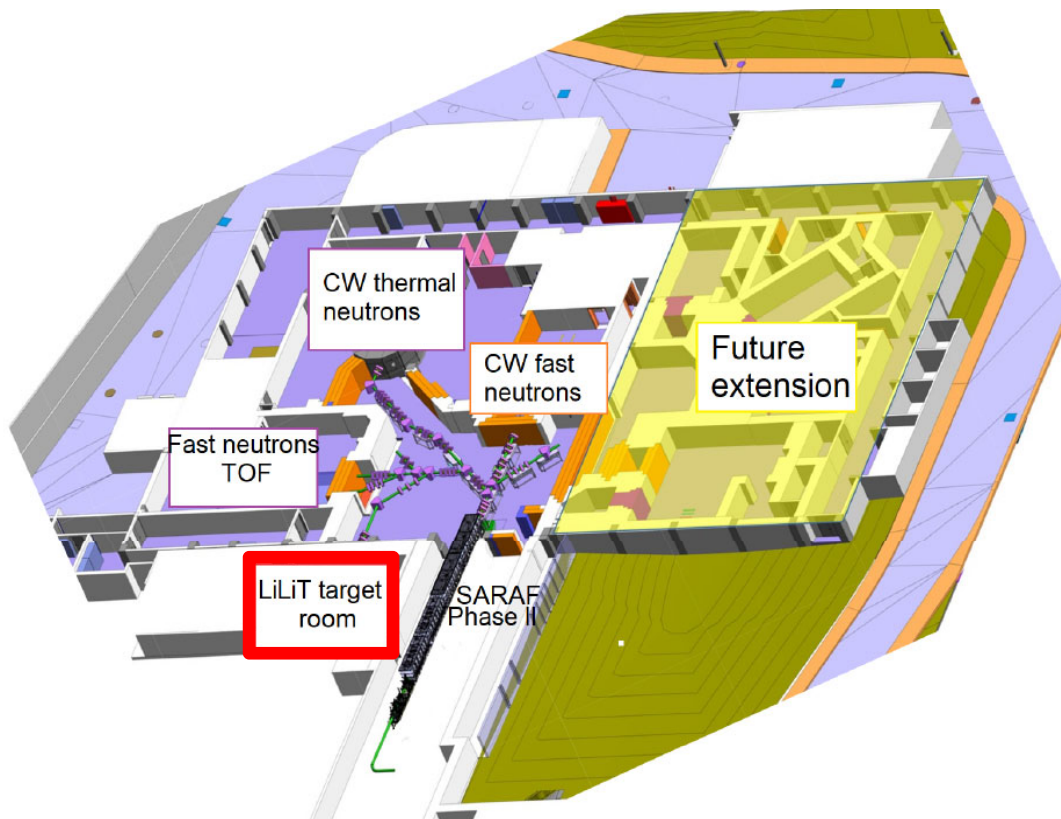 CW thermal
neutrons
CW fast
neutrons
Future
extension
Fast neutrons
TOF
LiLiT target
room
SARAF
Phase II